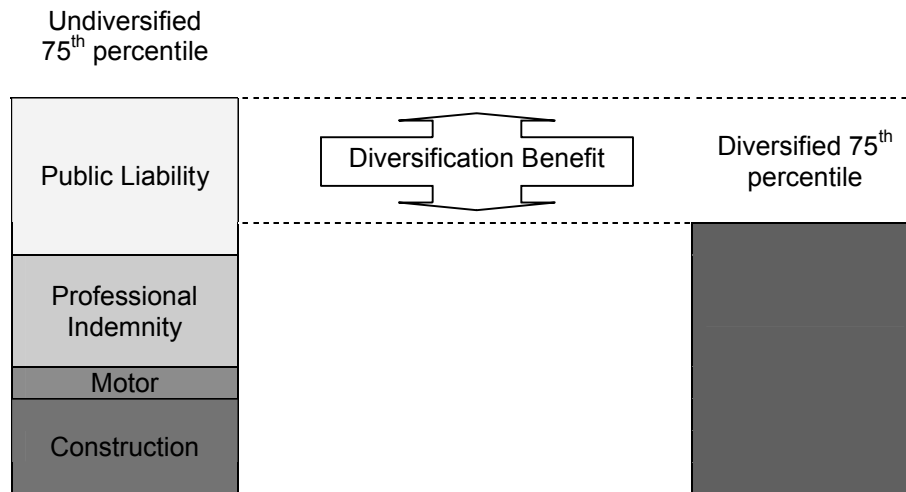 Undiversified
75th percentile
Public Liability
Diversification Benefit
Diversified 75th
percentile
Professional
Indemnity
Motor
Construction